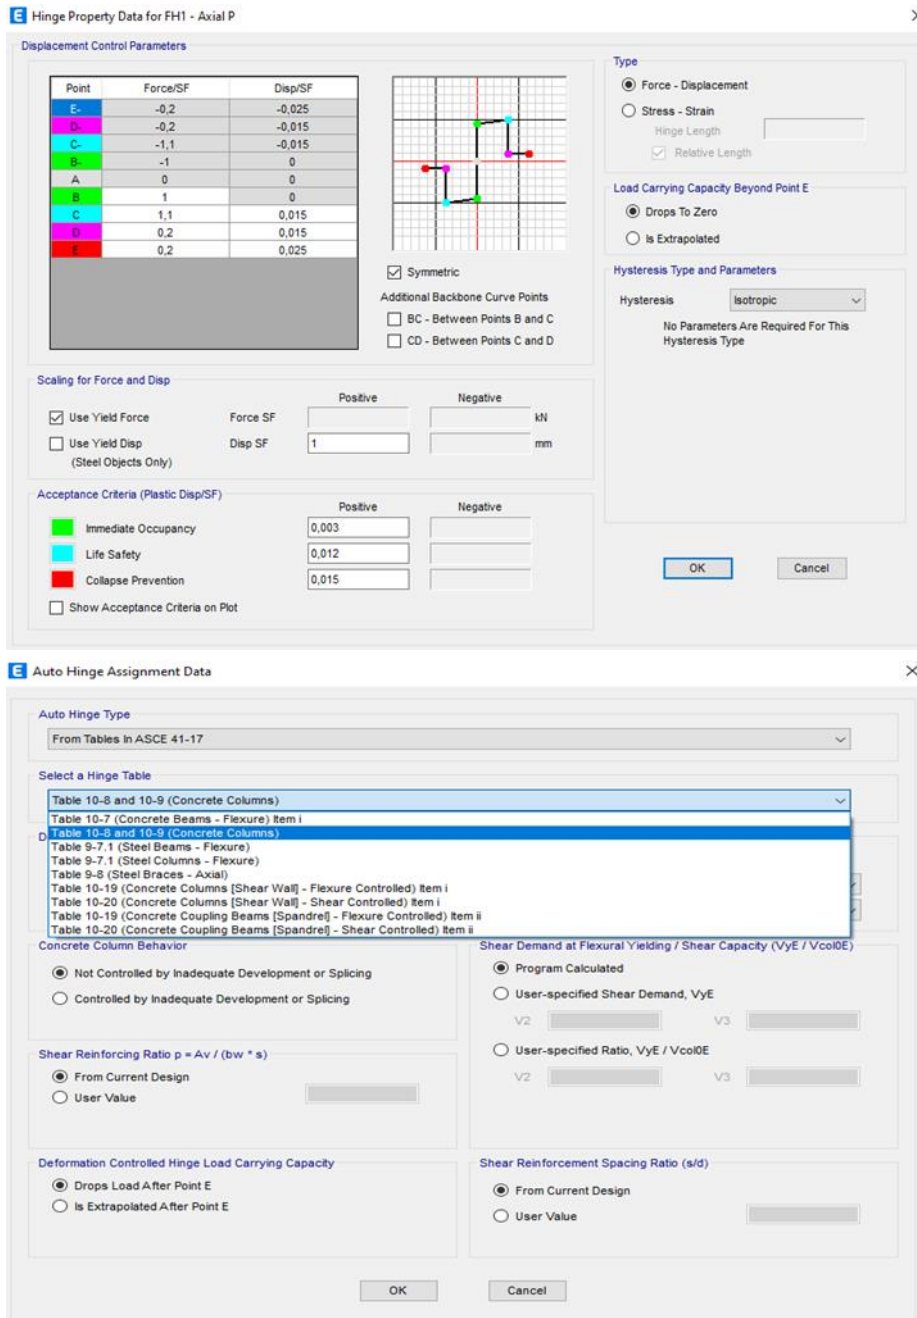 E Hinge Property Data for FH1 - Axial P
Displacement Control Parameters
Point Force/SF Disp/SF
E- -0,2 -0,025
D- -0,2 -0,015
C- -1,1 -0,015
B- -1 0
A 0 0
B 1 0
C 1,1 0,015
D 0,2 0,015
E 0,2 0,025
Symmetric
Additional Backbone Curve Points
BC - Between Points B and C
CD - Between Points C and D
Scaling for Force and Disp
Positive Negative
Use Yield Force Force SF kN
Use Yield Disp Disp SF 1 mm
(Steel Objects Only)
Acceptance Criteria (Plastic Disp/SF)
Positive Negative
Immediate Occupancy 0,003
Life Safety 0,012
Collapse Prevention 0,015
Show Acceptance Criteria on Plot
Type
Force - Displacement
Stress - Strain
Hinge Length
Relative Length
Load Carrying Capacity Beyond Point E
Drops To Zero
Is Extrapolated
Hysteresis Type and Parameters
Hysteresis Isotropic
No Parameters Are Required For This
Hysteresis Type
OK Cancel
E Auto Hinge Assignment Data
Auto Hinge Type
From Tables In ASCE 41-17
Select a Hinge Table
Table 10-8 and 10-9 (Concrete Columns)
Table 10-7 (Concrete Beams - Flexure) Item i
Table 10-8 and 10-9 (Concrete Columns)
Table 9-7.1 (Steel Beams - Flexure)
Table 9-7.1 (Steel Columns - Flexure)
Table 9-8 (Steel Braces - Axial)
Table 10-19 (Concrete Columns [Shear Wall] - Flexure Controlled) Item i
Table 10-20 (Concrete Columns [Shear Wall] - Shear Controlled) Item i
Table 10-19 (Concrete Coupling Beams [Spandrel] - Flexure Controlled) Item ii
Table 10-20 (Concrete Coupling Beams [Spandrel] - Shear Controlled) Item ii
Concrete Column Behavior
Not Controlled by Inadequate Development or Splicing
Controlled by Inadequate Development or Splicing
Shear Demand at Flexural Yielding / Shear Capacity (VyE / Vcol0E)
Program Calculated
User-specified Shear Demand, VyE
V2 V3
User-specified Ratio, VyE / Vcol0E
V2 V3
Shear Reinforcing Ratio p = Av / (bw * s)
From Current Design
User Value
Deformation Controlled Hinge Load Carrying Capacity
Drops Load After Point E
Is Extrapolated After Point E
Shear Reinforcement Spacing Ratio (s/d)
From Current Design
User Value
OK Cancel